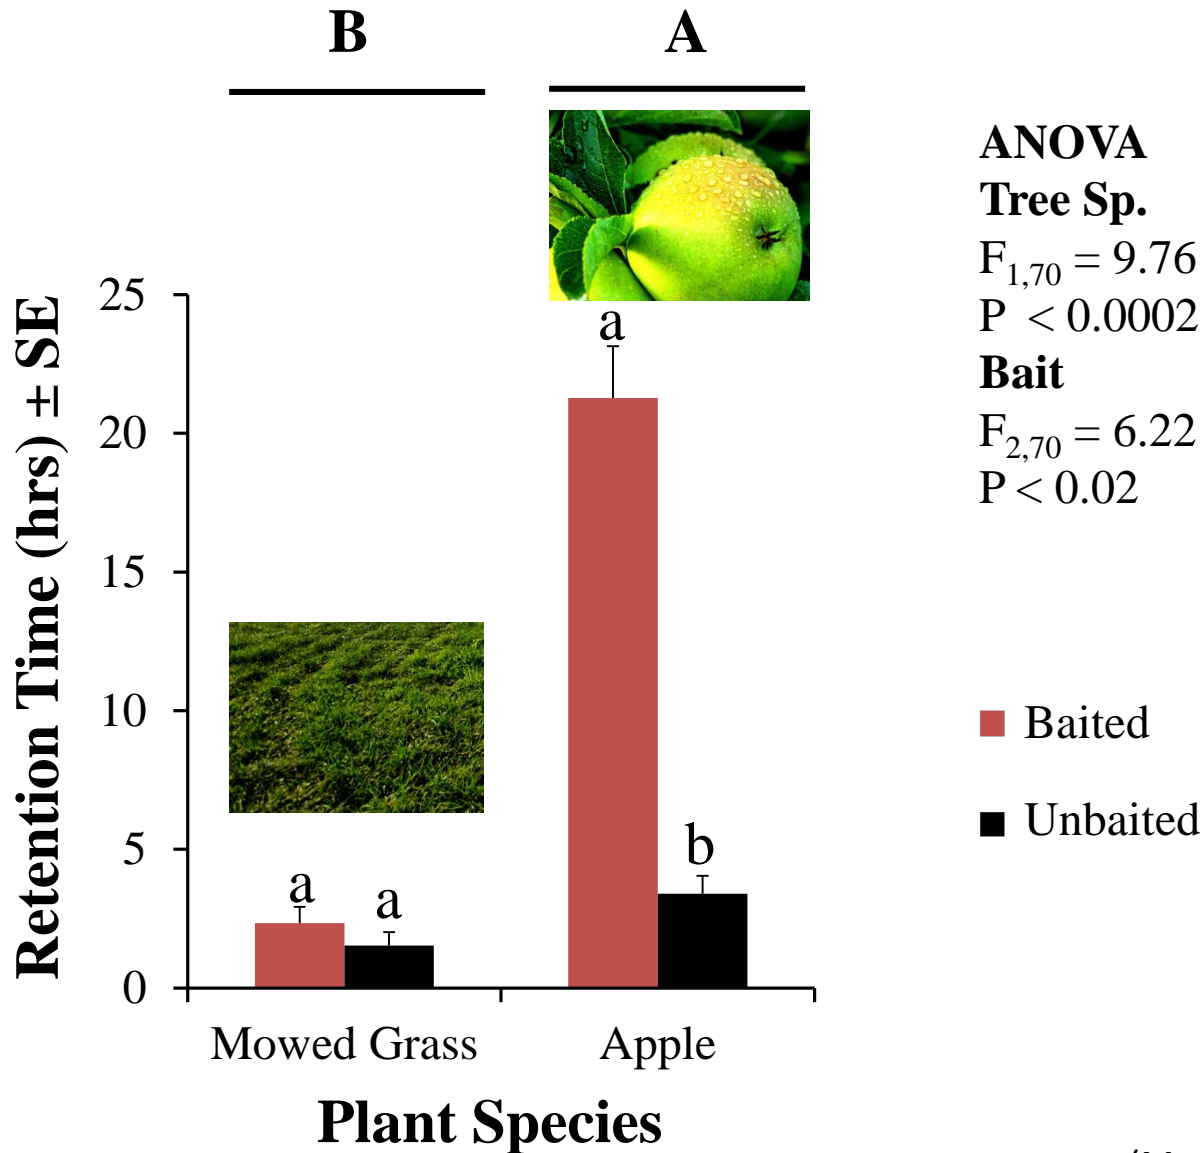 B A
ANOVA
Tree Sp.
F1,70 = 9.76
P < 0.0002
Bait
F2,70 = 6.22
P < 0.02
Retention Time (hrs) ± SE
25
20
15
10
5
0
a
a
a
b
Baited
Unbaited
Mowed Grass Apple
Plant Species